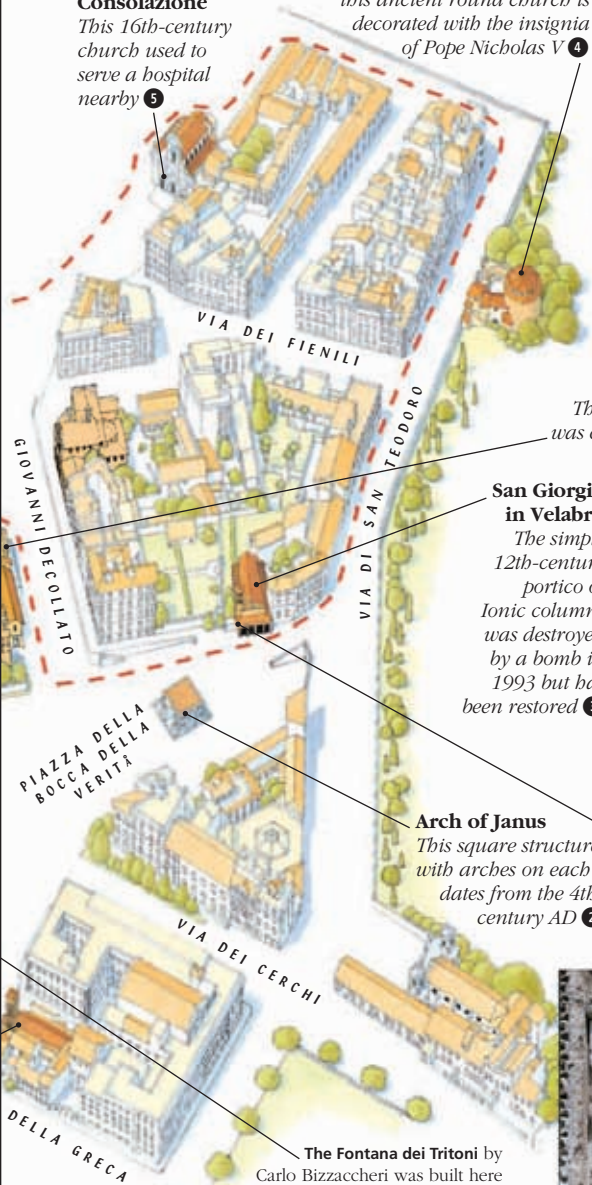 Consolazione
This 16th-century
church used to
serve a hospital
nearby 5
this ancient round church is
decorated with the insignia
of Pope Nicholas V 4
VIA DEI FIENILI
VIA DI SAN TEODORO
GIOVANNI DECOLLATO
was
San Giorgi
in Velabr
The simpl
12th-centur
portico o
Ionic column
was destroye
by a bomb i
1993 but ha
been restored 3
PIAZZA DELLA
BOCCA DELLA
VERITÀ
Arch of Janus
This square structure
with arches on each
dates from the 4th
century AD 2
VIA DEI CERCHI
DELLA GRECA
The Fontana dei Tritoni by
Carlo Bizzaccheri was built here